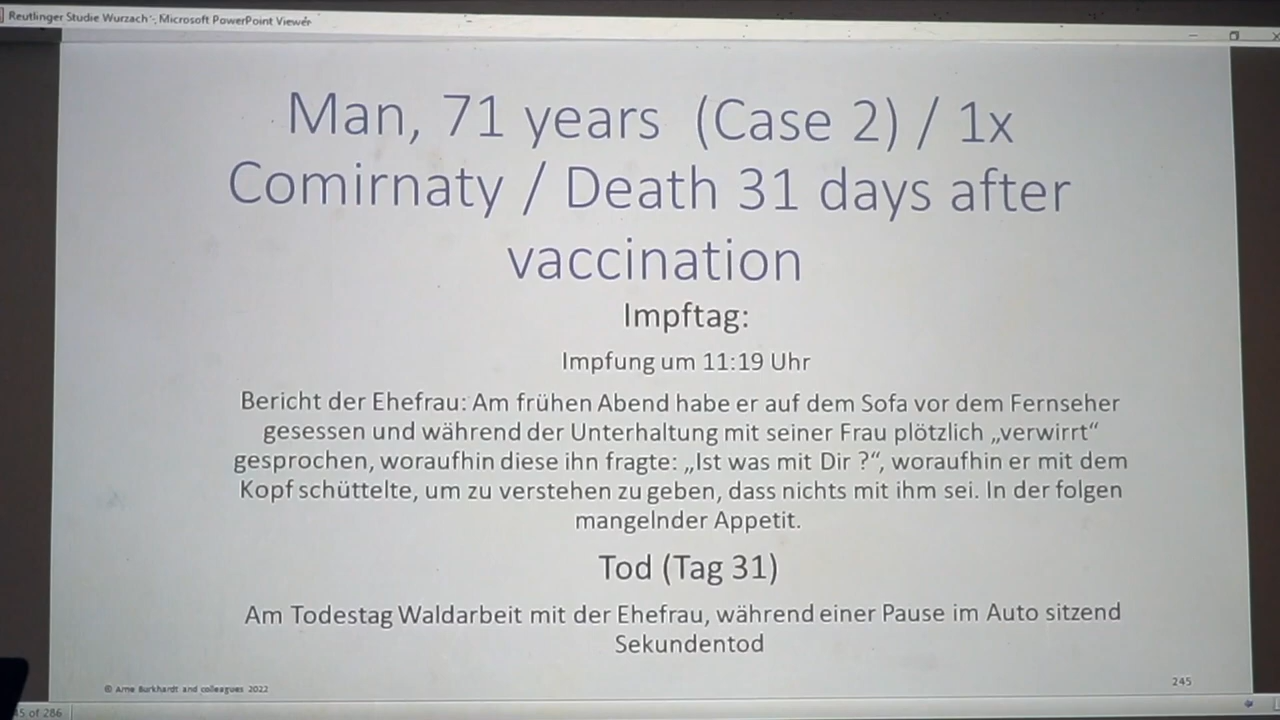 Reutlinger Studie Wurzach - Microsoft PowerPoint Viewer
Man, 71 years (Case 2) / 1x
Comirnaty / Death 31 days after
vaccination
Impftag:
Impfung um 11:19 Uhr
Bericht der Ehefrau: Am frühen Abend habe er auf dem Sofa vor dem Fernseher
gesessen und während der Unterhaltung mit seiner Frau plötzlich „verwirrt“
gesprochen, woraufhin diese ihn fragte: „Ist was mit Dir ?“, woraufhin er mit dem
Kopf schüttelte, um zu verstehen zu geben, dass nichts mit ihm sei. In der folgen
mangelnder Appetit.
Tod (Tag 31)
Am Todestag Waldarbeit mit der Ehefrau, während einer Pause im Auto sitzend
Sekundentod
© Arne Burkhardt and colleagues 2022
245
of 286